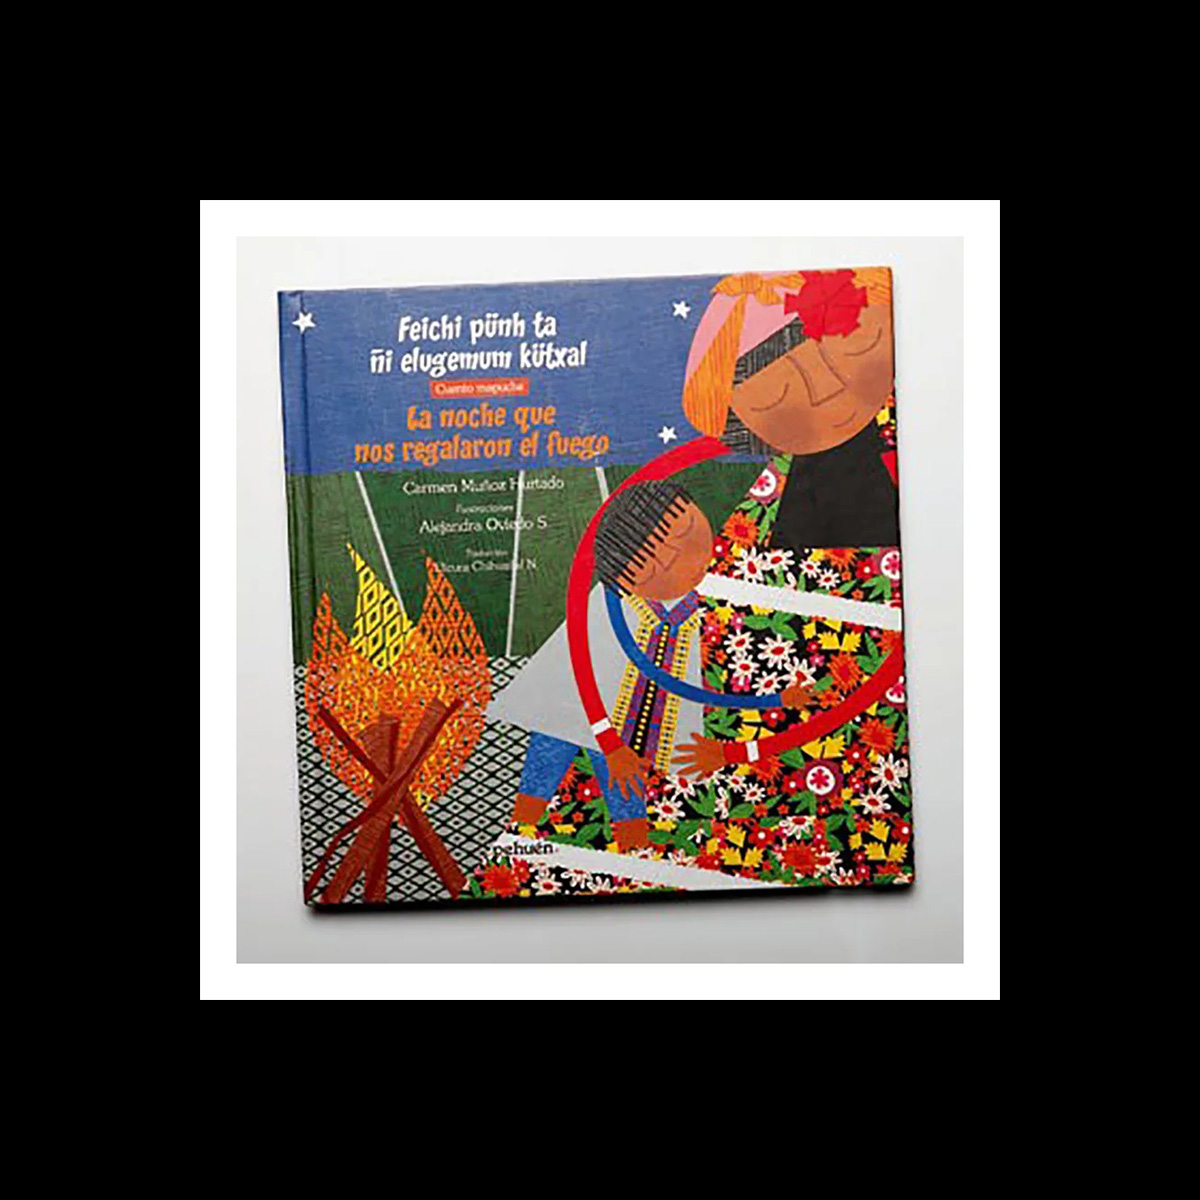 Feichi pünh ta
ñi elugemum kütxal
Cuento mapuche
La noche que
nos regalaron el fuego
Carmen Muñoz Hurtado
Ilustraciones
Alejandra Oviedo S.
Traducción
N.
pehuén